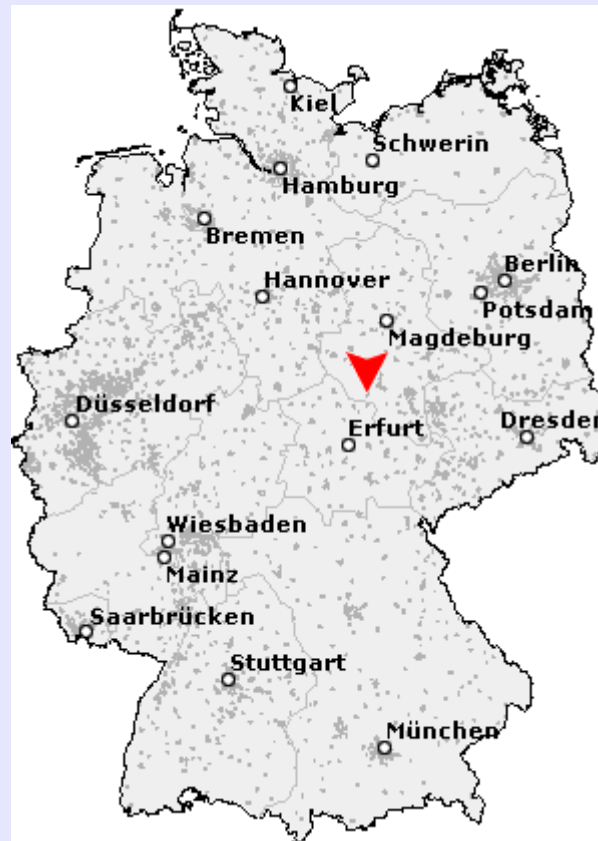 Kiel
Schwerin
Hamburg
Bremen
Berlin
Hannover
Potsdam
Magdeburg
Düsseldorf
Erfurt
Dresden
Wiesbaden
Mainz
Saarbrücken
Stuttgart
München